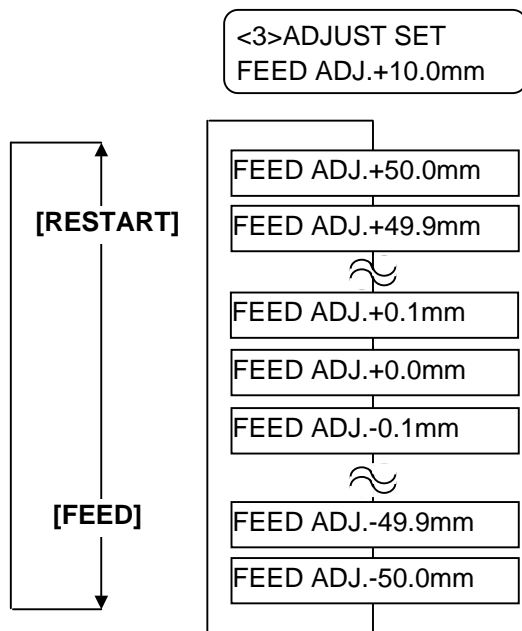 <3>ADJUST SET
FEED ADJ.+10.0mm
FEED ADJ.+50.0mm
[RESTART]
FEED ADJ.+49.9mm
FEED ADJ.+0.1mm
FEED ADJ.+0.0mm
FEED ADJ.-0.1mm
[FEED]
FEED ADJ.-49.9mm
FEED ADJ.-50.0mm